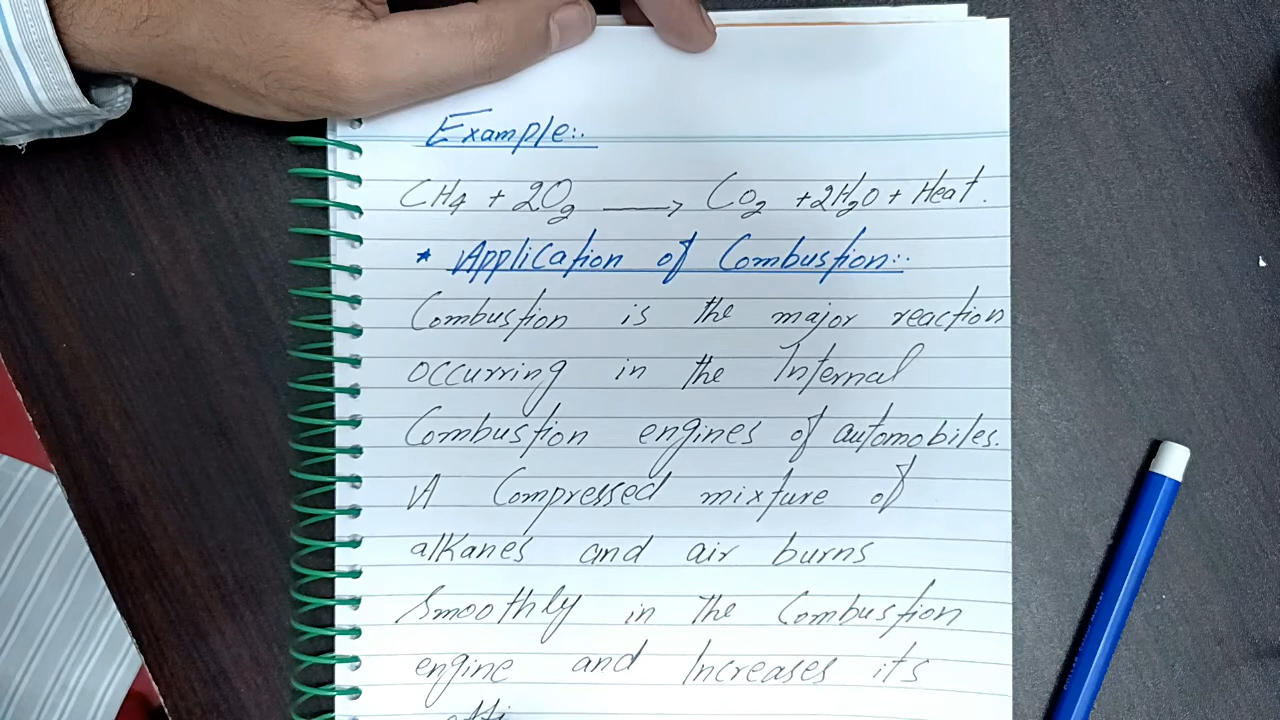 Example:.
CH4 + 2O2 → CO2 + 2H2O + Heat.
* Application of Combustion:.
Combustion is the major reaction
occurring in the Internal
Combustion engines of automobiles.
A Compressed mixture of
alkanes and air burns
Smoothly in the Combustion
engine and Increases its